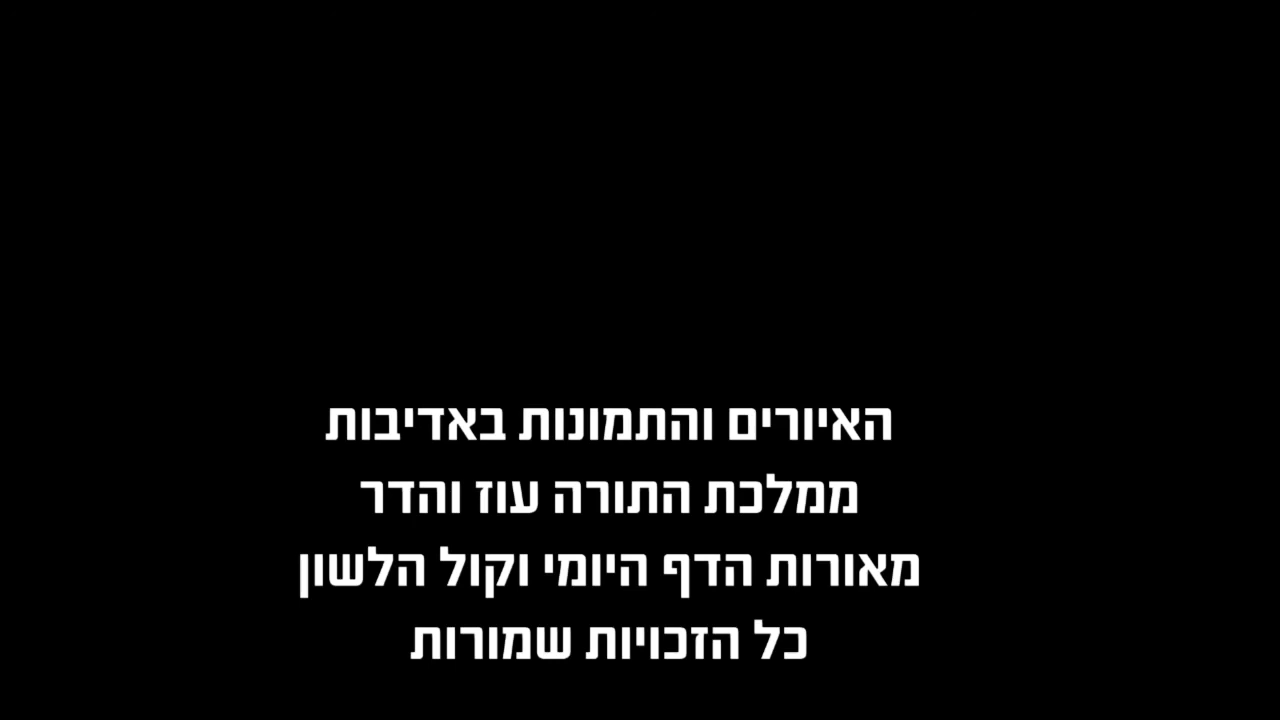 האיורים והתמונות באדיבות
ממלכת התורה עוז והדר
מאורות הדף היומי וקול הלשון
כל הזכויות שמורות